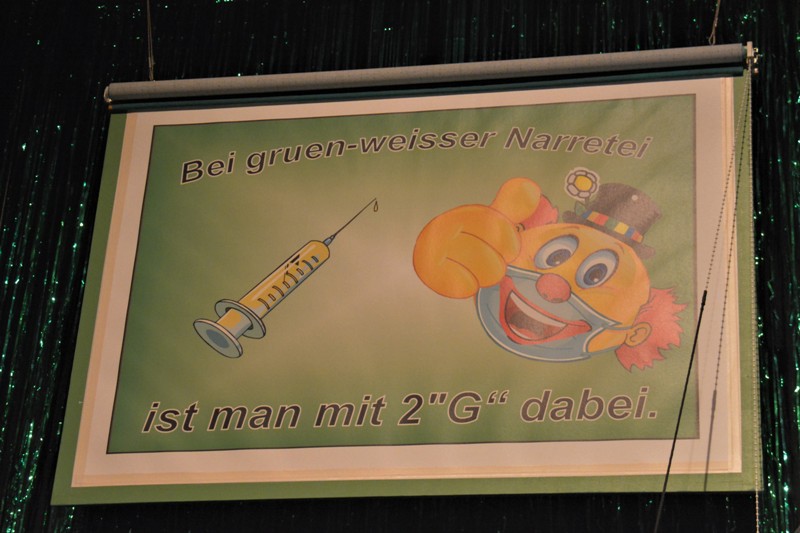 Bei gruen-weisser Narretei
ist man mit 2"G“ dabei.